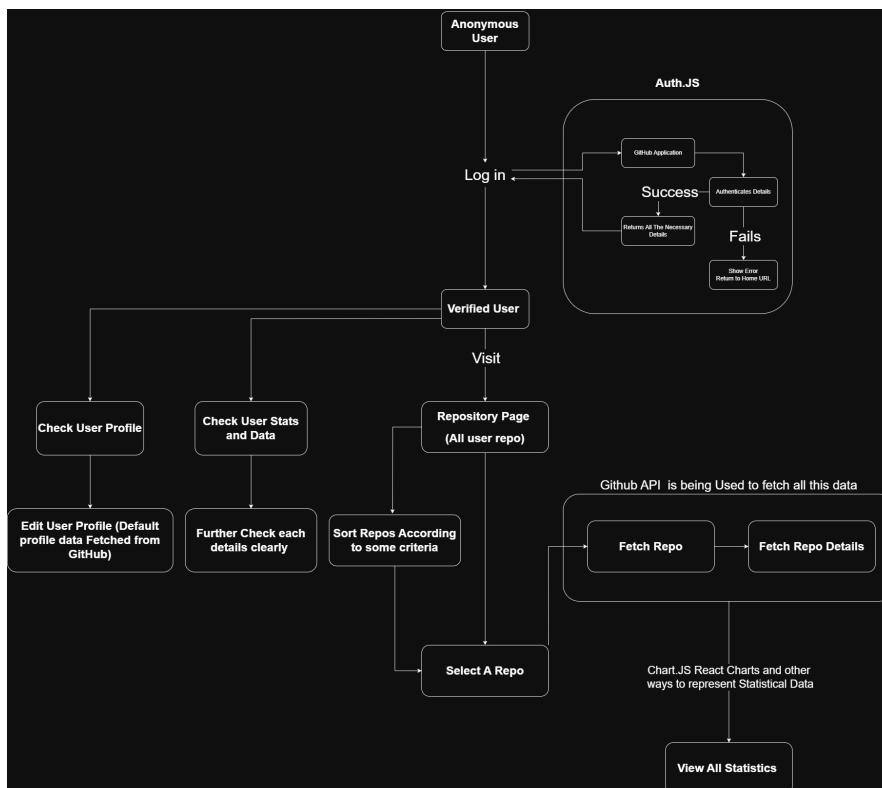 Anonymous
User
Auth.JS
GitHub Application
Log in
Success
Authenticates Details
Returns All The Necessary
Details
Fails
Show Error
Return to Home URL
Verified User
Visit
Check User Profile
Check User Stats
and Data
Repository Page
(All user repo)
Github API is being Used to fetch all this data
Edit User Profile (Default
profile data Fetched from
GitHub)
Further Check each
details clearly
Sort Repos According
to some criteria
Fetch Repo
Fetch Repo Details
Select A Repo
Chart.JS React Charts and other
ways to represent Statistical Data
View All Statistics